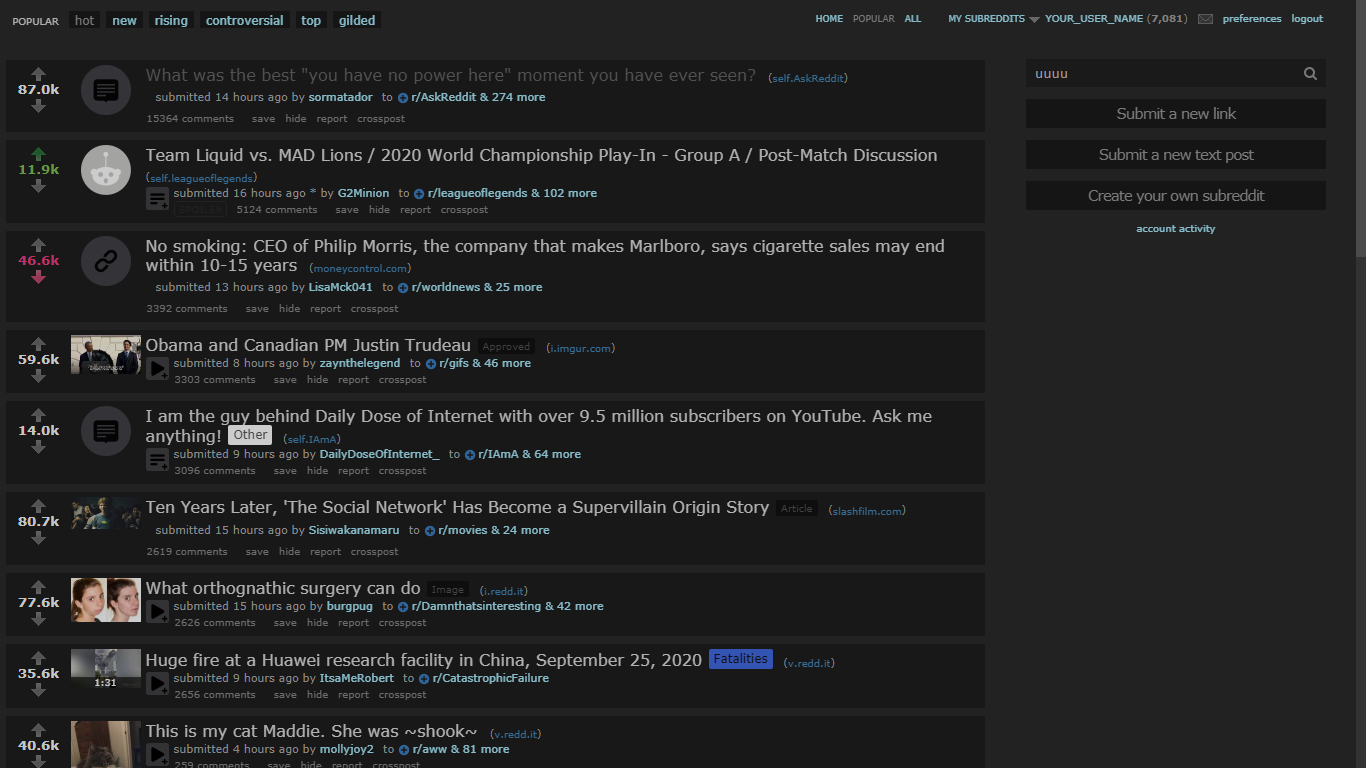 POPULAR hot new rising controversial top gilded
HOME POPULAR ALL MY SUBREDDITS YOUR_USER_NAME (7,081) preferences logout
uuuu
Submit a new link
Submit a new text post
Create your own subreddit
account activity
87.0k
What was the best "you have no power here" moment you have ever seen? (self.AskReddit)
submitted 14 hours ago by sormatador to r/AskReddit & 274 more
15364 comments save hide report crosspost
11.9k
Team Liquid vs. MAD Lions / 2020 World Championship Play-In - Group A / Post-Match Discussion
(self.leagueoflegends)
submitted 16 hours ago * by G2Minion to r/leagueoflegends & 102 more
SPOILER 5124 comments save hide report crosspost
46.6k
No smoking: CEO of Philip Morris, the company that makes Marlboro, says cigarette sales may end
within 10-15 years (moneycontrol.com)
submitted 13 hours ago by LisaMck041 to r/worldnews & 25 more
3392 comments save hide report crosspost
59.6k
Obama and Canadian PM Justin Trudeau Approved (i.imgur.com)
submitted 8 hours ago by zaynthelegend to r/gifs & 46 more
3303 comments save hide report crosspost
14.0k
I am the guy behind Daily Dose of Internet with over 9.5 million subscribers on YouTube. Ask me
anything! Other (self.IAmA)
submitted 9 hours ago by DailyDoseOfInternet_ to r/IAmA & 64 more
3096 comments save hide report crosspost
80.7k
Ten Years Later, 'The Social Network' Has Become a Supervillain Origin Story Article (slashfilm.com)
submitted 15 hours ago by Sisiwakanamaru to r/movies & 24 more
2619 comments save hide report crosspost
77.6k
What orthognathic surgery can do Image (i.redd.it)
submitted 15 hours ago by burgpug to r/Damnthatsinteresting & 42 more
2626 comments save hide report crosspost
35.6k
1:31
Huge fire at a Huawei research facility in China, September 25, 2020 Fatalities (v.redd.it)
submitted 9 hours ago by ItsaMeRobert to r/CatastrophicFailure
2656 comments save hide report crosspost
40.6k
This is my cat Maddie. She was ~shook~ (v.redd.it)
submitted 4 hours ago by mollyjoy2 to r/aww & 81 more
259 comments save hide report crosspost